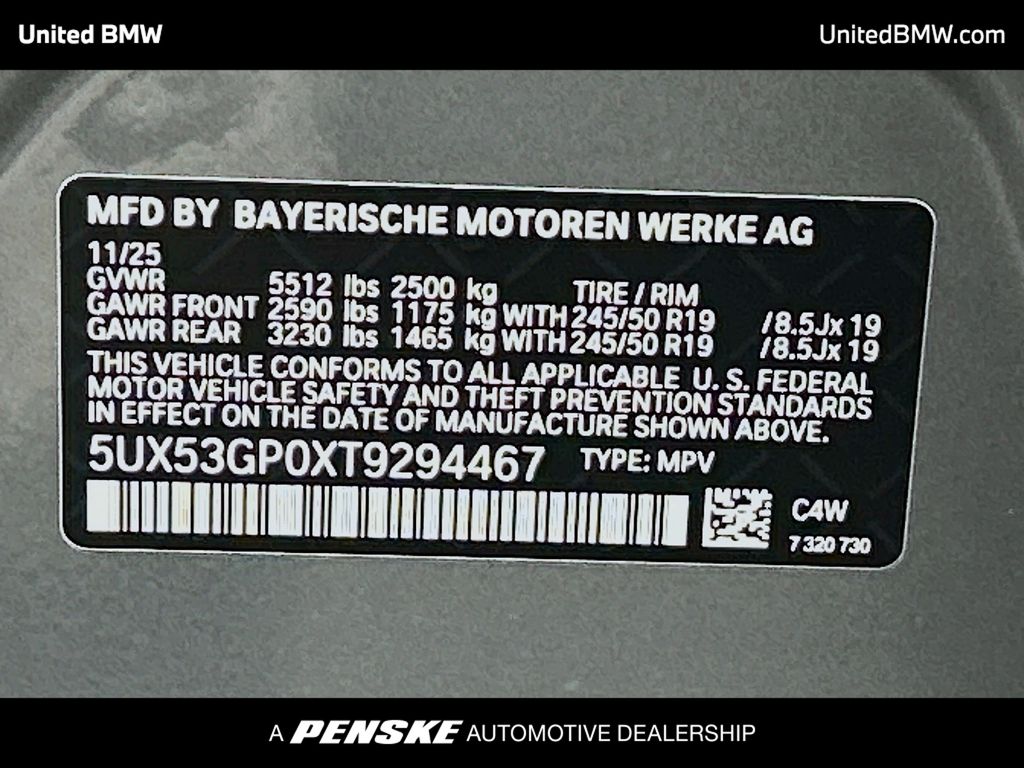 United BMW
UnitedBMW.com
MFD BY BAYERISCHE MOTOREN WERKE AG
11/25
GVWR 5512 lbs 2500 kg TIRE / RIM
GAWR FRONT 2590 lbs 1175 kg WITH 245/50 R19 /8.5Jx 19
GAWR REAR 3230 lbs 1465 kg WITH 245/50 R19 /8.5Jx 19
THIS VEHICLE CONFORMS TO ALL APPLICABLE U. S. FEDERAL
MOTOR VEHICLE SAFETY AND THEFT PREVENTION STANDARDS
IN EFFECT ON THE DATE OF MANUFACTURE SHOWN ABOVE.
5UX53GP0XT9294467 TYPE: MPV
C4W
7 320 730
A PENSKE AUTOMOTIVE DEALERSHIP